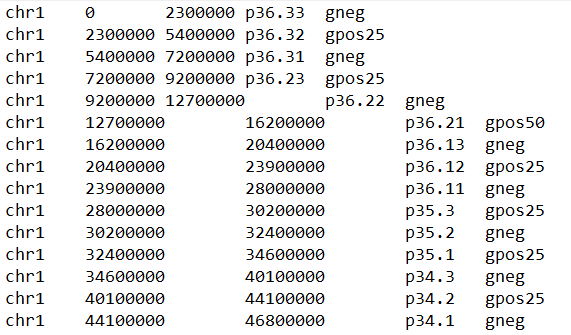 chr1	0	2300000	p36.33	gneg
chr1	2300000	5400000	p36.32	gpos25
chr1	5400000	7200000	p36.31	gneg
chr1	7200000	9200000	p36.23	gpos25
chr1	9200000	12700000	p36.22	gneg
chr1	12700000	16200000	p36.21	gpos50
chr1	16200000	20400000	p36.13	gneg
chr1	20400000	23900000	p36.12	gpos25
chr1	23900000	28000000	p36.11	gneg
chr1	28000000	30200000	p35.3	gpos25
chr1	30200000	32400000	p35.2	gneg
chr1	32400000	34600000	p35.1	gpos25
chr1	34600000	40100000	p34.3	gneg
chr1	40100000	44100000	p34.2	gpos25
chr1	44100000	46800000	p34.1	gneg